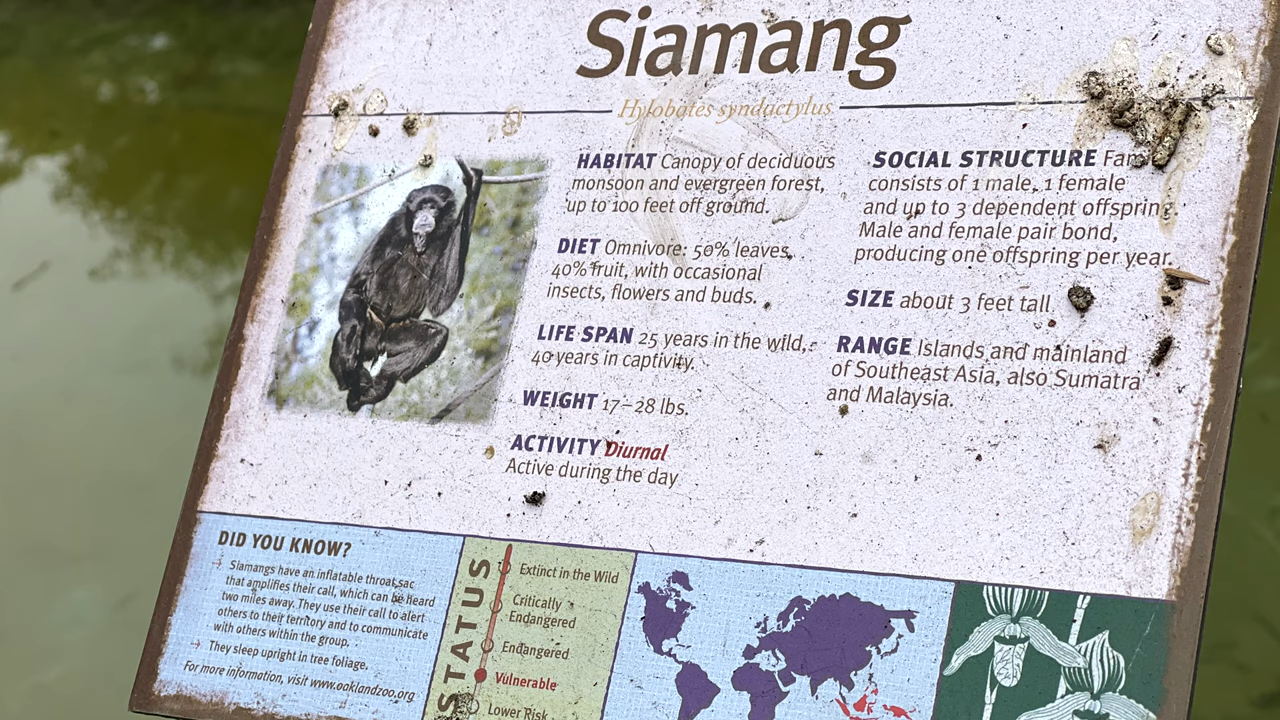 Siamang
Hylobates syndactylus
HABITAT Canopy of deciduous
monsoon and evergreen forest,
up to 100 feet off ground.
DIET Omnivore: 50% leaves,
40% fruit, with occasional
insects, flowers and buds.
LIFE SPAN 25 years in the wild,
40 years in captivity.
WEIGHT 17–28 lbs.
ACTIVITY Diurnal
Active during the day
SOCIAL STRUCTURE
consists of 1 male, 1 female
and up to 3 dependent offspring.
Male and female pair bond,
producing one offspring per year.
SIZE about 3 feet tall.
RANGE Islands and mainland
of Southeast Asia, also Sumatra
and Malaysia.
DID YOU KNOW?
→ Siamangs have an inflatable throat sac
that amplifies their call, which can be heard
two miles away. They use their call to alert
others to their territory and to communicate
with others within the group.
→ They sleep upright in tree foliage.
For more information, visit www.oaklandzoo.org
STATUS
Extinct in the Wild
Critically
Endangered
Endangered
Vulnerable
Lower Risk